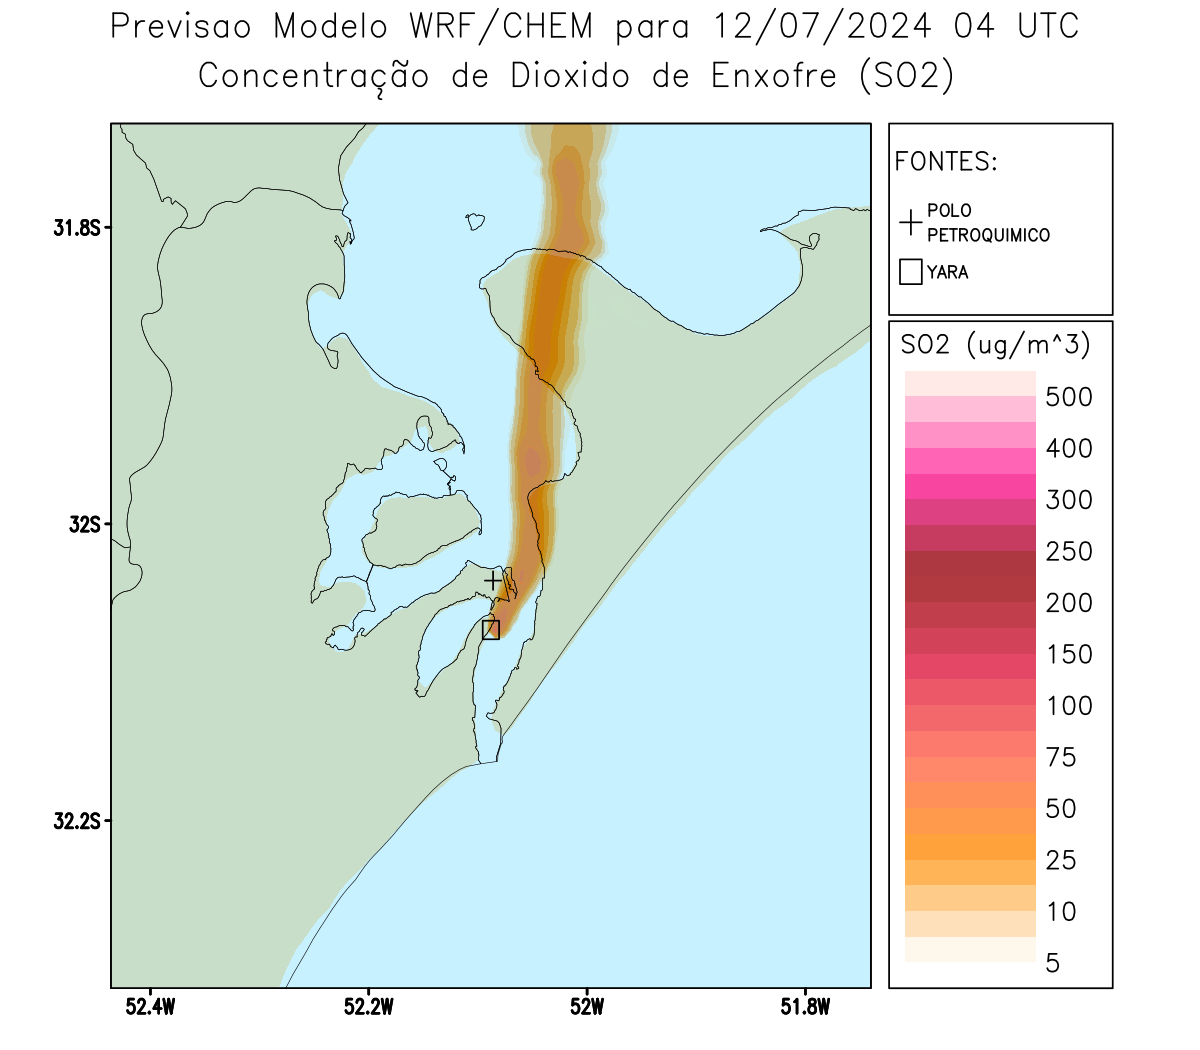 Previsao Modelo WRF/CHEM para 12/07/2024 04 UTC
Concentração de Dioxido de Enxofre (SO2)
FONTES:
POLO
PETROQUIMICO
YARA
SO2 (ug/m^3)
500
400
300
250
200
150
100
75
50
25
10
5
31.8S
32S
32.2S
52.4W
52.2W
52W
51.8W